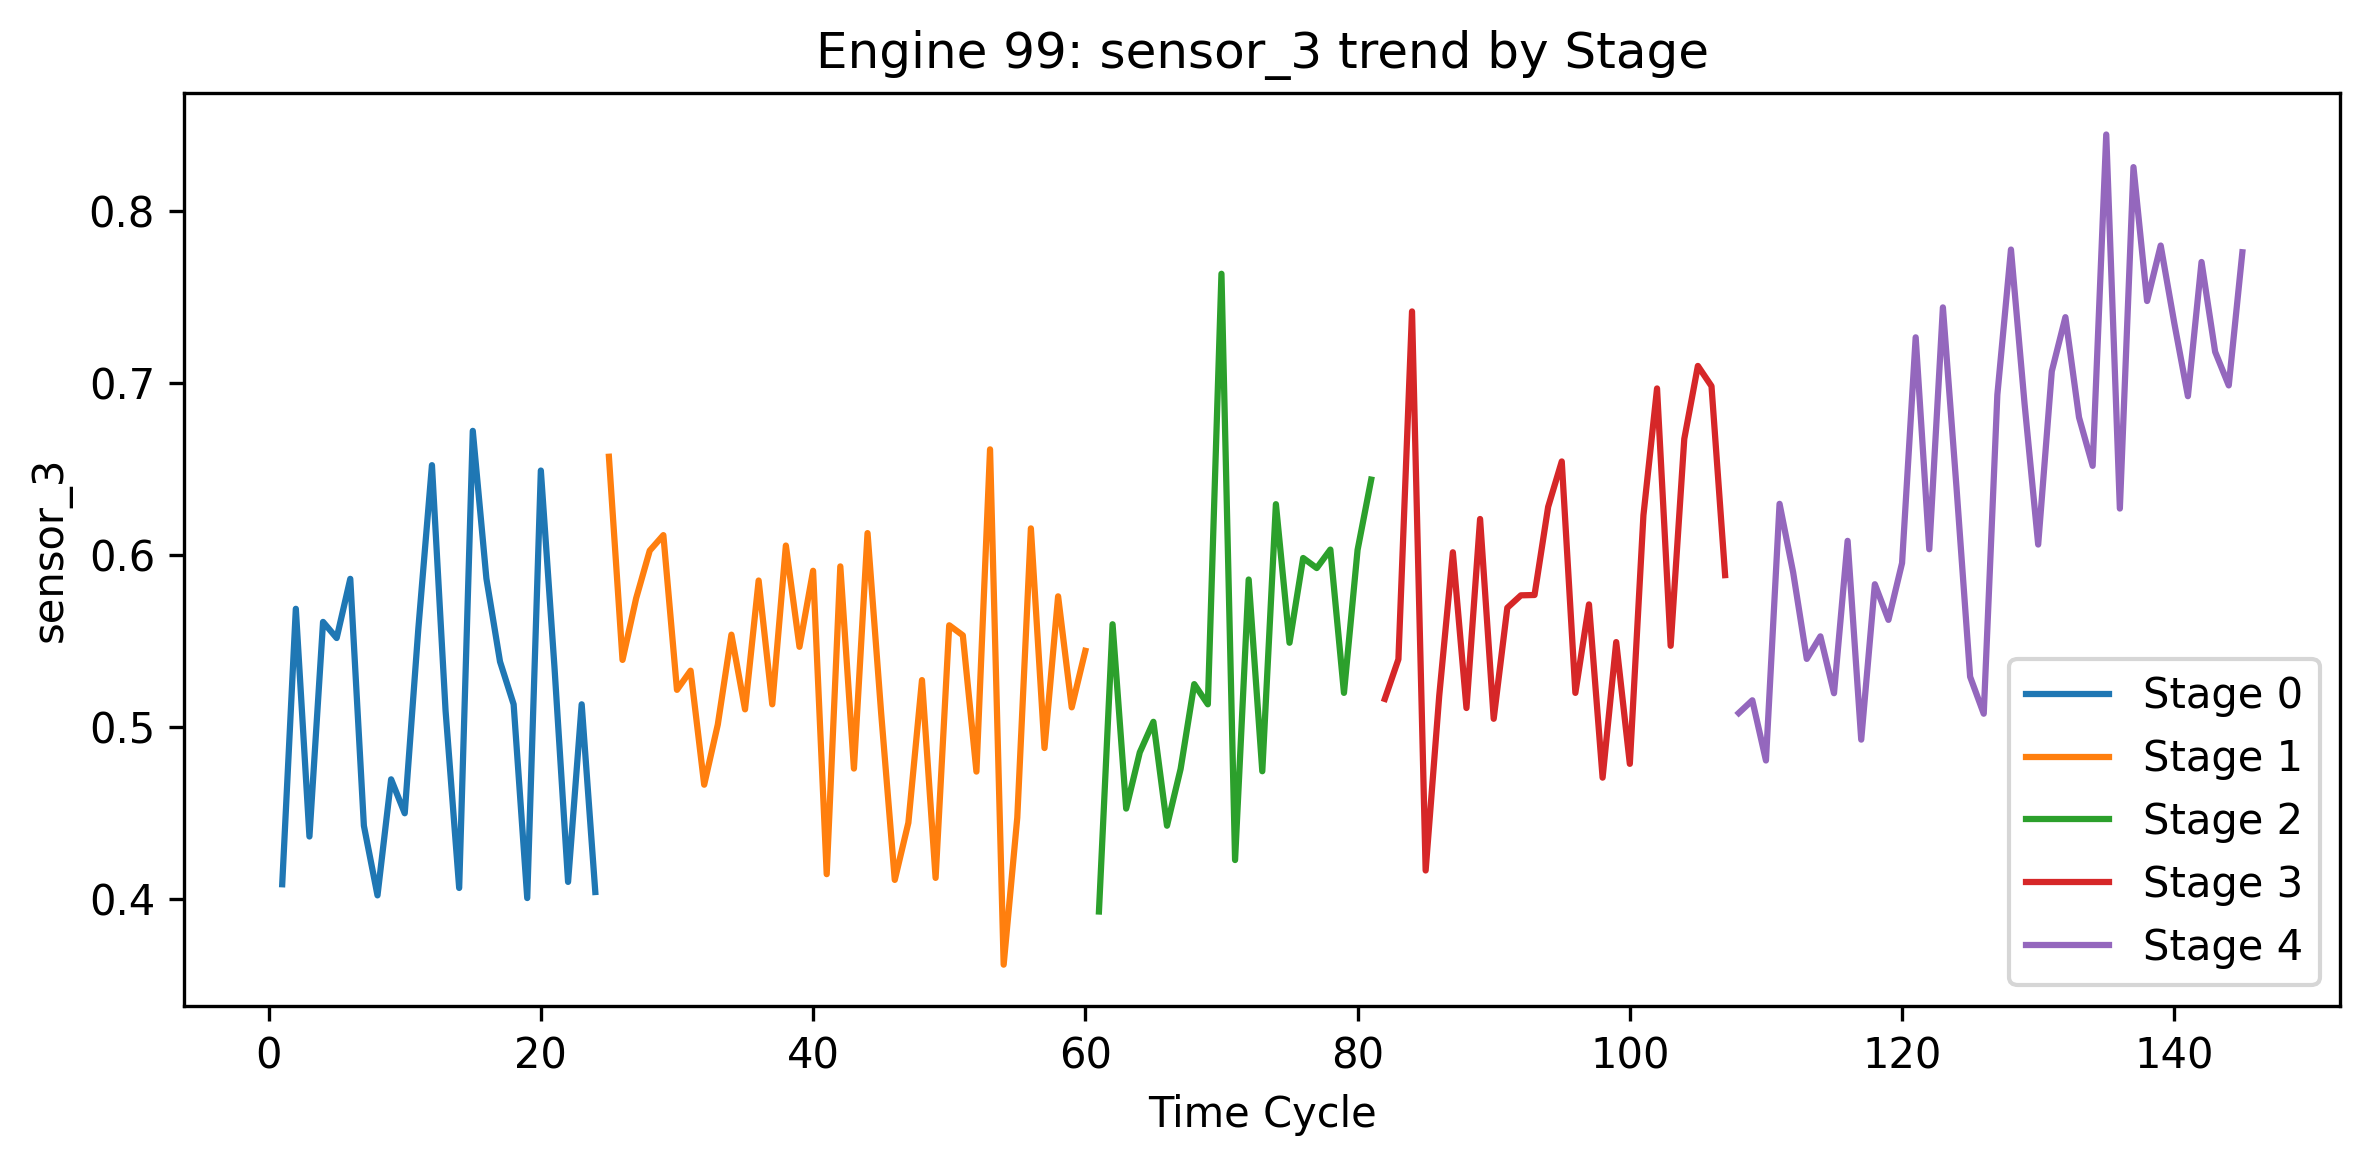 Engine 99: sensor_3 trend by Stage
sensor_3
0.8
0.7
0.6
0.5
0.4
Stage 0
Stage 1
Stage 2
Stage 3
Stage 4
0 20 40 60 80 100 120 140
Time Cycle